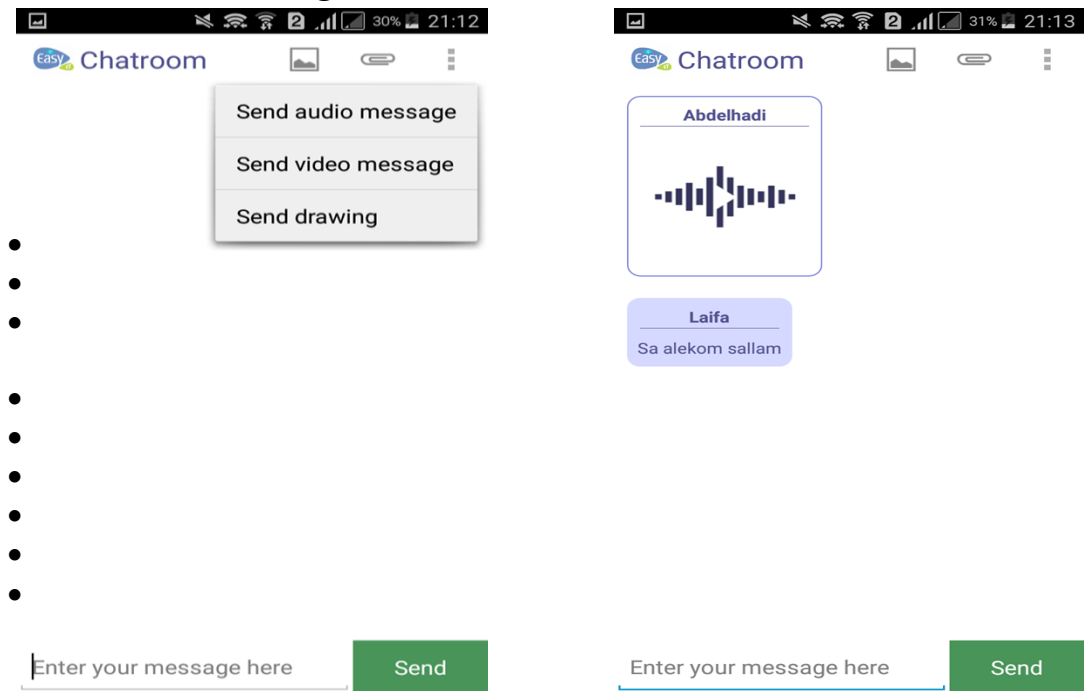 30% 21:12
Easy Chatroom
Send audio message
Send video message
Send drawing
Enter your message here Send
2 31% 21:13
Easy Chatroom
Abdelhadi
Laifa
Sa alekom sallam
Enter your message here Send